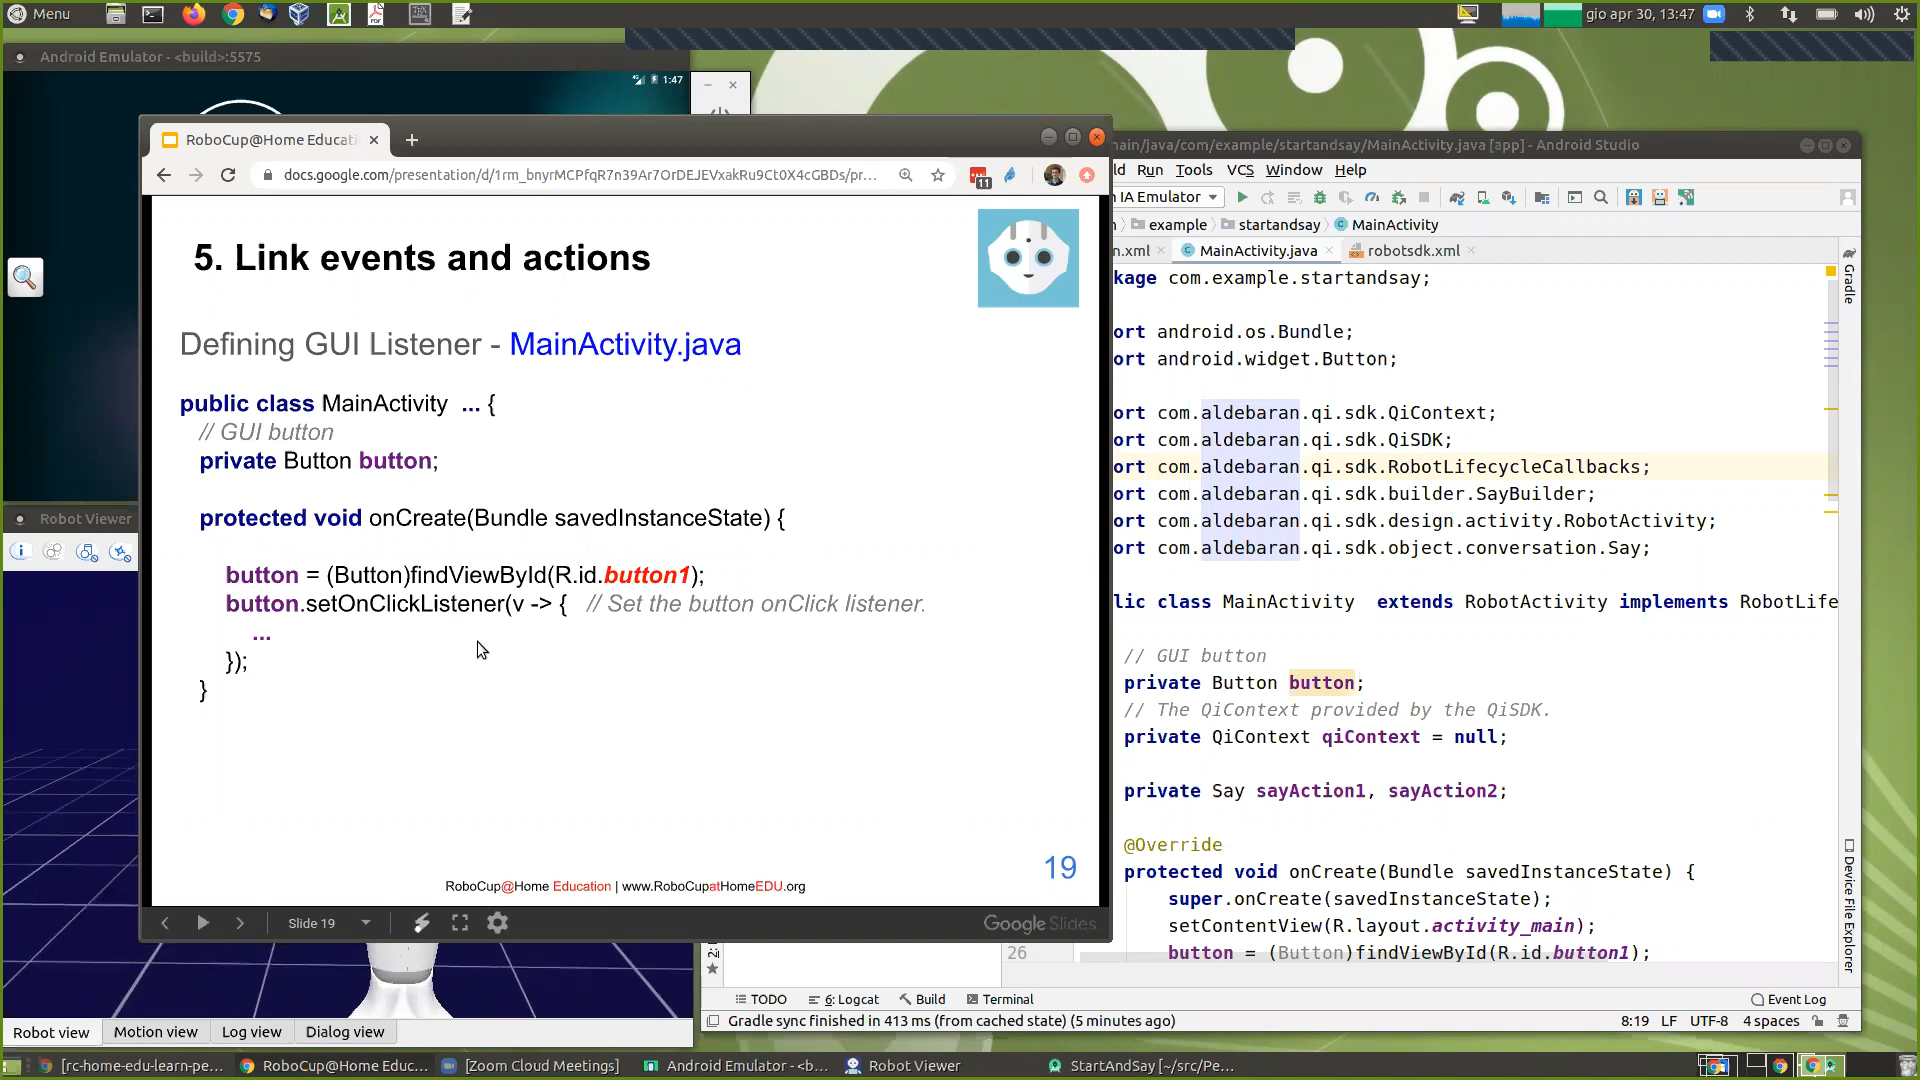 Menu
gio apr 30, 13:47
Android Emulator - <build>:5575
1:47
RoboCup@Home Educati
docs.google.com/presentation/d/1rm_bnyrMCPfqR7n39Ar7OrDEJEVxakRu9Ct0X4cGBDs/pr...
11
5. Link events and actions
Defining GUI Listener - MainActivity.java
public class MainActivity ... {
// GUI button
private Button button;
protected void onCreate(Bundle savedInstanceState) {
button = (Button)findViewById(R.id.button1);
button.setOnClickListener(v -> { // Set the button onClick listener.
...
});
}
19
RoboCup@Home Education | www.RoboCupatHomeEDU.org
Slide 19
Google Slides
Robot Viewer
Robot view
Motion view
Log view
Dialog view
ain/java/com/example/startandsay/MainActivity.java [app] - Android Studio
ld Run Tools VCS Window Help
IA Emulator
example
startandsay
MainActivity
n.xml
MainActivity.java
robotsdk.xml
kage com.example.startandsay;
ort android.os.Bundle;
ort android.widget.Button;
ort com.aldebaran.qi.sdk.QiContext;
ort com.aldebaran.qi.sdk.QiSDK;
ort com.aldebaran.qi.sdk.RobotLifecycleCallbacks;
ort com.aldebaran.qi.sdk.builder.SayBuilder;
ort com.aldebaran.qi.sdk.design.activity.RobotActivity;
ort com.aldebaran.qi.sdk.object.conversation.Say;
lic class MainActivity extends RobotActivity implements RobotLife
// GUI button
private Button button;
// The QiContext provided by the QiSDK.
private QiContext qiContext = null;
private Say sayAction1, sayAction2;
@Override
protected void onCreate(Bundle savedInstanceState) {
super.onCreate(savedInstanceState);
setContentView(R.layout.activity_main);
26 button = (Button)findViewById(R.id.button1);
Gradle
Device File Explorer
2:
TODO
6: Logcat
Build
Terminal
Event Log
Gradle sync finished in 413 ms (from cached state) (5 minutes ago)
8:19 LF UTF-8 4 spaces
[rc-home-edu-learn-pe...
RoboCup@Home Educ...
[Zoom Cloud Meetings]
Android Emulator - <b...
Robot Viewer
StartAndSay [~/src/Pe...